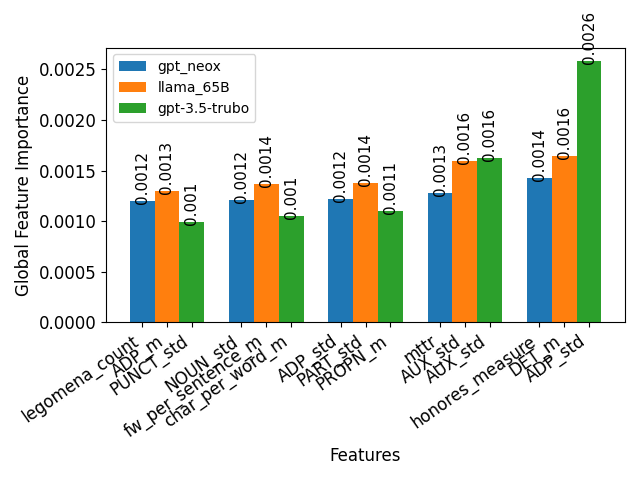 gpt_neox
llama_65B
gpt-3.5-trubo
Global Feature Importance
0.0025
0.0020
0.0015
0.0010
0.0005
0.0000
0.0012
0.0013
0.001
0.0012
0.0014
0.001
0.0012
0.0014
0.0011
0.0013
0.0016
0.0016
0.0014
0.0016
0.0026
legomena_count
ADP_m
PUNCT_std
NOUN_std
fw_per_sentence_m
char_per_word_m
ADP_std
PART_std
PROPN_m
mttr
AUX_std
AUX_std
honores_measure
DET_m
ADP_std
Features